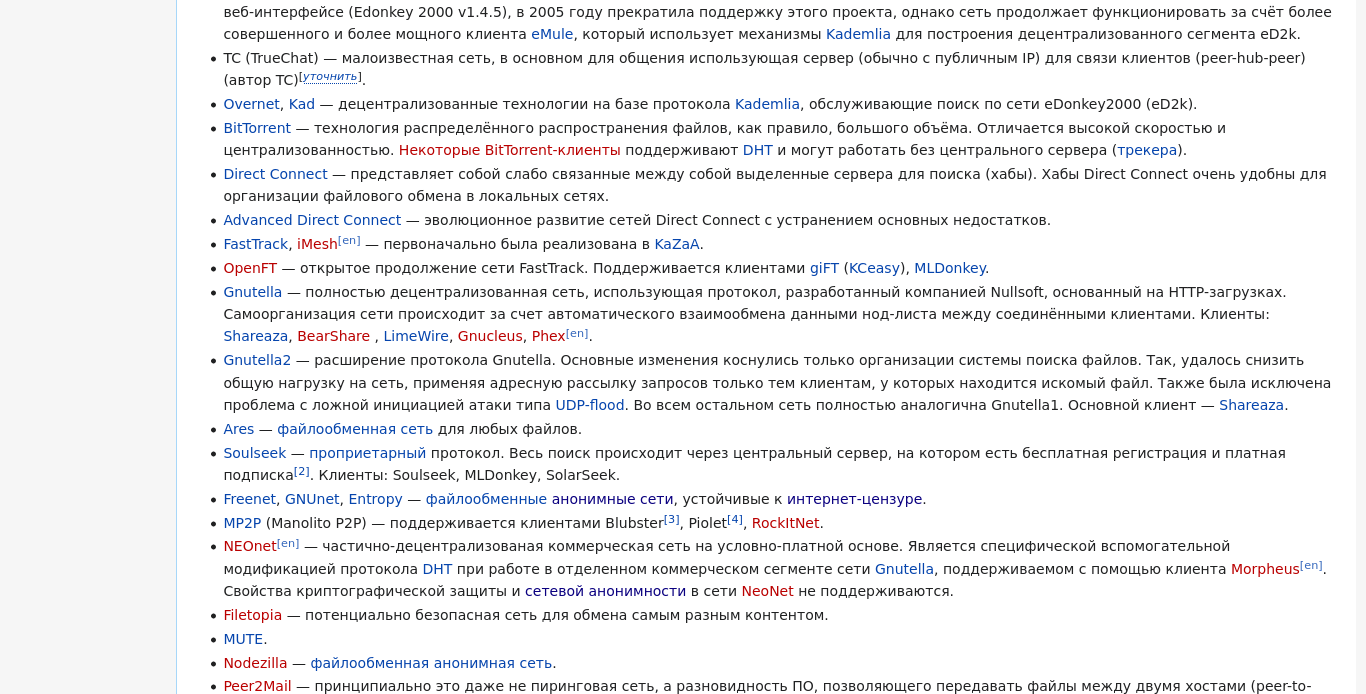 веб-интерфейсе (Edonkey 2000 v1.4.5), в 2005 году прекратила поддержку этого проекта, однако сеть продолжает функционировать за счёт более
совершенного и более мощного клиента eMule, который использует механизмы Kademlia для построения децентрализованного сегмента eD2k.
• TC (TrueChat) — малоизвестная сеть, в основном для общения использующая сервер (обычно с публичным IP) для связи клиентов (peer-hub-peer)
(автор TC)[уточнить].
• Overnet, Kad — децентрализованные технологии на базе протокола Kademlia, обслуживающие поиск по сети eDonkey2000 (eD2k).
• BitTorrent — технология распределённого распространения файлов, как правило, большого объёма. Отличается высокой скоростью и
централизованностью. Некоторые BitTorrent-клиенты поддерживают DHT и могут работать без центрального сервера (трекера).
• Direct Connect — представляет собой слабо связанные между собой выделенные сервера для поиска (хабы). Хабы Direct Connect очень удобны для
организации файлового обмена в локальных сетях.
• Advanced Direct Connect — эволюционное развитие сетей Direct Connect с устранением основных недостатков.
• FastTrack, iMesh[en] — первоначально была реализована в KaZaA.
• OpenFT — открытое продолжение сети FastTrack. Поддерживается клиентами giFT (KCeasy), MLDonkey.
• Gnutella — полностью децентрализованная сеть, использующая протокол, разработанный компанией Nullsoft, основанный на HTTP-загрузках.
Самоорганизация сети происходит за счет автоматического взаимообмена данными нод-листа между соединёнными клиентами. Клиенты:
Shareaza, BearShare , LimeWire, Gnucleus, Phex[en].
• Gnutella2 — расширение протокола Gnutella. Основные изменения коснулись только организации системы поиска файлов. Так, удалось снизить
общую нагрузку на сеть, применяя адресную рассылку запросов только тем клиентам, у которых находится искомый файл. Также была исключена
проблема с ложной инициацией атаки типа UDP-flood. Во всем остальном сеть полностью аналогична Gnutella1. Основной клиент — Shareaza.
• Ares — файлообменная сеть для любых файлов.
• Soulseek — проприетарный протокол. Весь поиск происходит через центральный сервер, на котором есть бесплатная регистрация и платная
подписка[2]. Клиенты: Soulseek, MLDonkey, SolarSeek.
• Freenet, GNUnet, Entropy — файлообменные анонимные сети, устойчивые к интернет-цензуре.
• MP2P (Manolito P2P) — поддерживается клиентами Blubster[3], Piolet[4], RockItNet.
• NEOnet[en] — частично-децентрализованая коммерческая сеть на условно-платной основе. Является специфической вспомогательной
модификацией протокола DHT при работе в отделенном коммерческом сегменте сети Gnutella, поддерживаемом с помощью клиента Morpheus[en].
Свойства криптографической защиты и сетевой анонимности в сети NeoNet не поддерживаются.
• Filetopia — потенциально безопасная сеть для обмена самым разным контентом.
• MUTE.
• Nodezilla — файлообменная анонимная сеть.
• Peer2Mail — принципиально это даже не пиринговая сеть, а разновидность ПО, позволяющего передавать файлы между двумя хостами (peer-to-